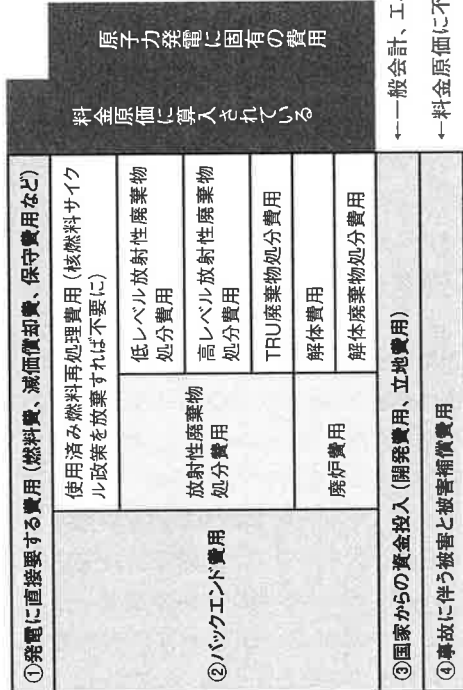 ①発電に直接要する費用(燃料費、減価償却費、保守費用など)
②バックエンド費用
使用済み燃料再処理費用(核燃料サイク
ル政策を放棄すれば不要に)
放射性廃棄物
処分費用
低レベル放射性廃棄物
処分費用
高レベル放射性廃棄物
処分費用
TRU廃棄物処分費用
廃炉費用
解体費用
解体廃棄物処分費用
③国家からの資金投入(開発費用、立地費用)
④事故に伴う被害と被害補償費用
料金原価に算入されている
原子力発電に固有の費用
←一般会計、エ
←料金原価に不